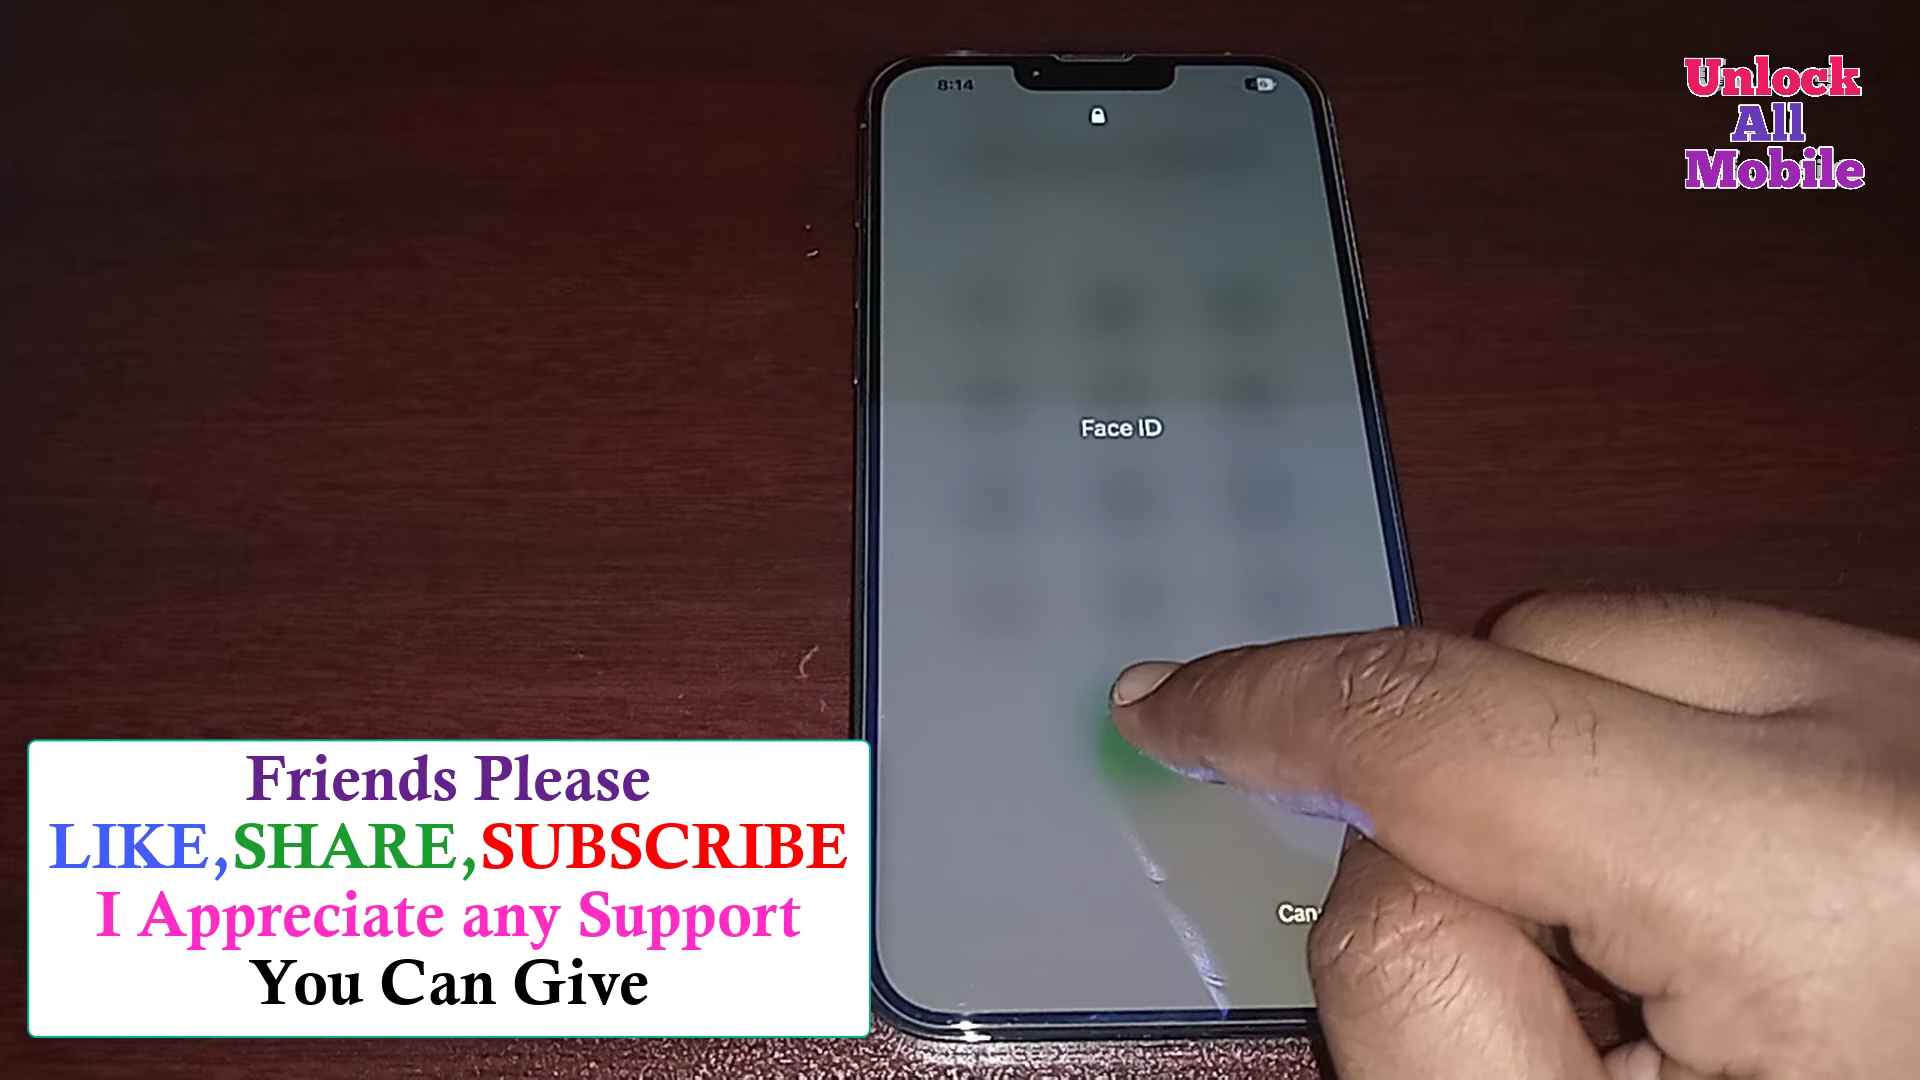 8:14
Face ID
Unlock
All
Mobile
Friends Please
LIKE,SHARE,SUBSCRIBE
I Appreciate any Support
You Can Give